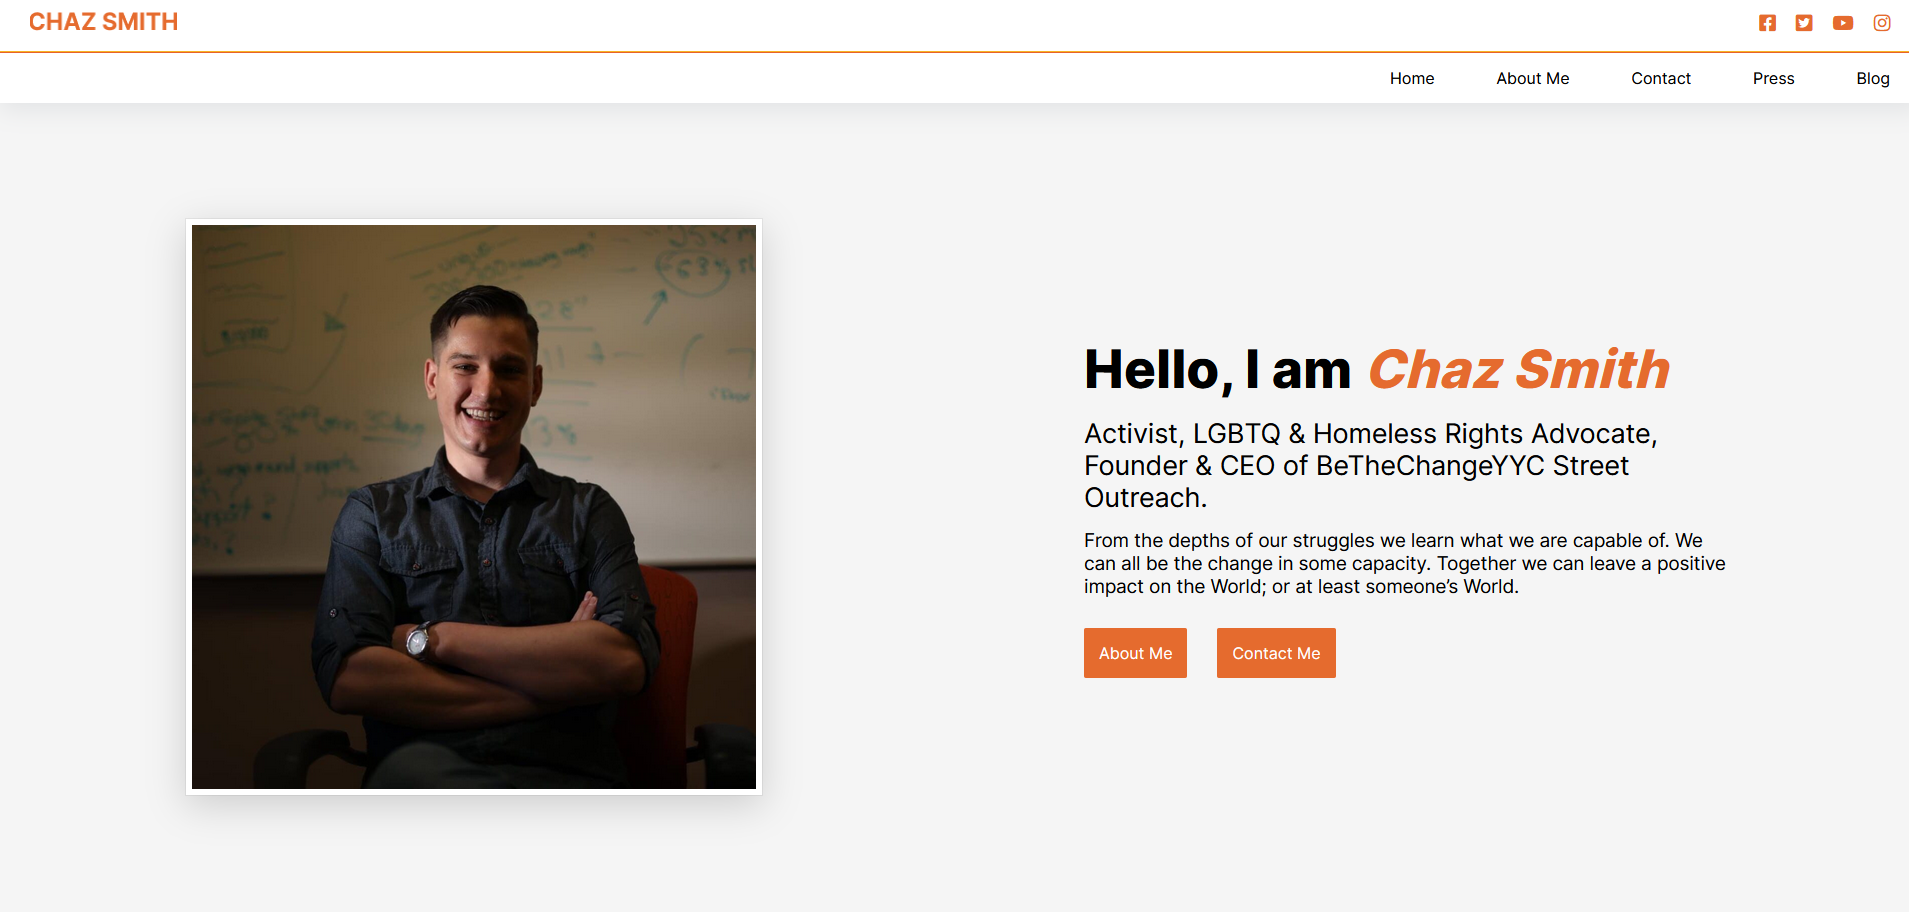 CHAZ SMITH
Home About Me Contact Press Blog
Hello, I am Chaz Smith
Activist, LGBTQ & Homeless Rights Advocate,
Founder & CEO of BeTheChangeYYC Street
Outreach.
From the depths of our struggles we learn what we are capable of. We
can all be the change in some capacity. Together we can leave a positive
impact on the World; or at least someone’s World.
About Me Contact Me